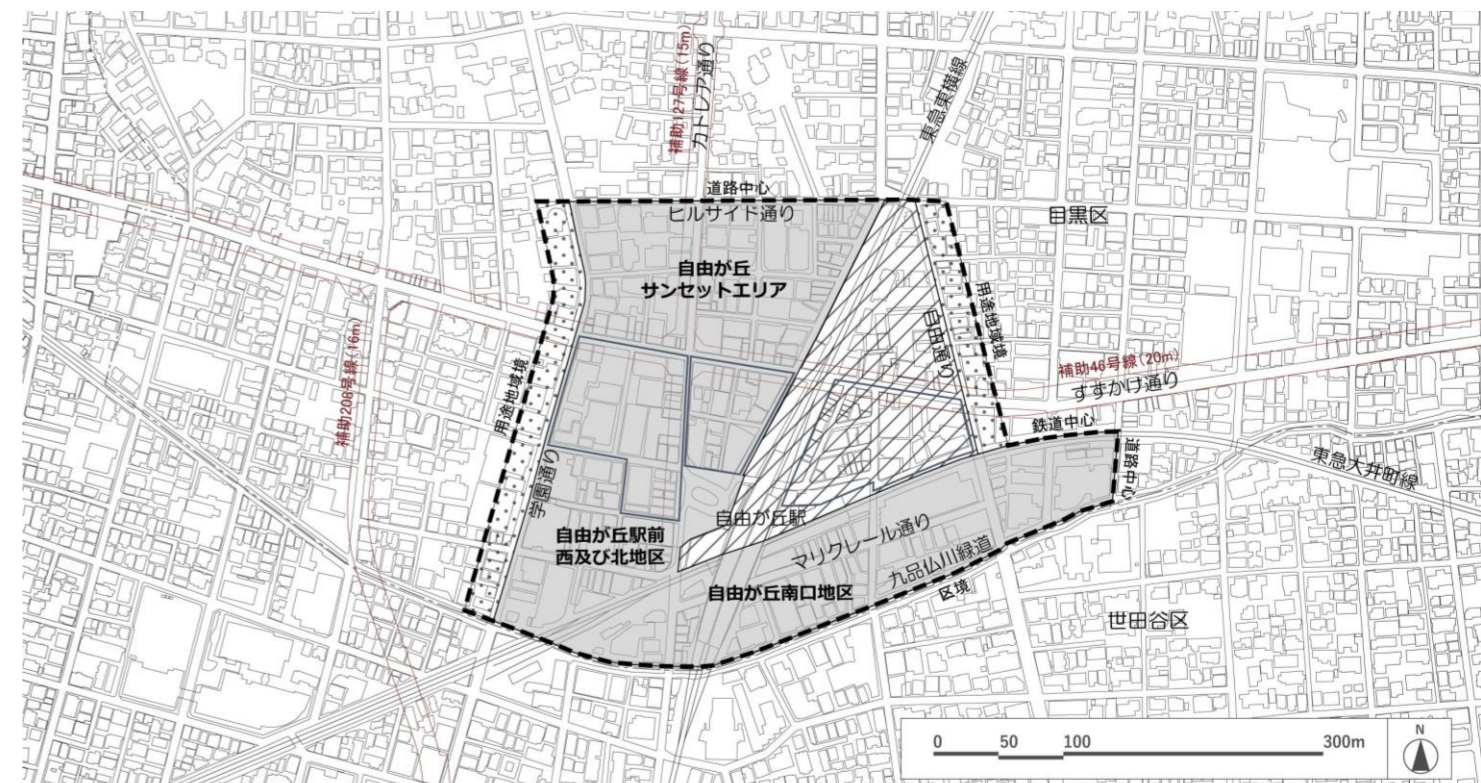 補助127号線(15m)
カトレア通り
東急東横線
道路中心
ヒルサイド通り
目黒区
自由が丘
サンセットエリア
用途地域境
自由通り
補助46号線(20m)
すずかけ通り
補助208号線(16m)
用途地域境
鉄道中心
道路中心
東急大井町線
学園通り
自由が丘駅
自由が丘駅前
西及び北地区
マリクレール通り
九品仏川緑道
自由が丘南口地区
区境
世田谷区
0 50 100 300m
N